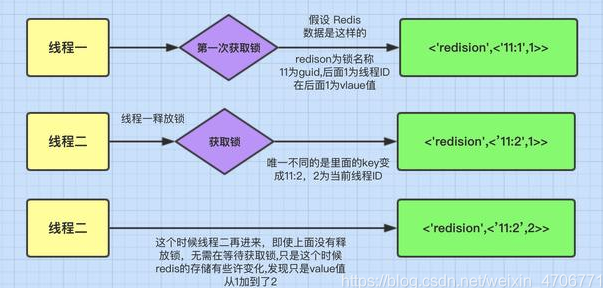 线程一
第一次获取锁
假设 Redis
数据是这样的
redison为锁名称
11为guid,后面1为线程ID
在后面1为vlaue值
<'redision',<'11:1',1>>
线程二
线程一释放锁
获取锁
唯一不同的是里面的key变
成11:2，2为当前线程ID
<'redision',<'11:2',1>>
线程二
这个时候线程二再进来，即使上面没有释
放锁，无需在等待获取锁,只是这个时候
redis的存储有些许变化,发现只是value值
从1加到了2
<'redision',<'11:2',2>>
https://blog.csdn.net/weixin_4706771